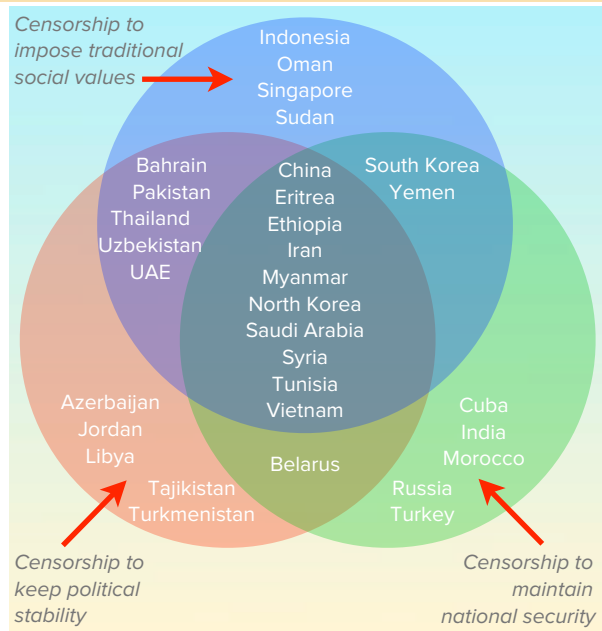 Censorship to
impose traditional
social values
Indonesia
Oman
Singapore
Sudan
Bahrain
Pakistan
Thailand
Uzbekistan
UAE
China
Eritrea
Ethiopia
Iran
Myanmar
North Korea
Saudi Arabia
Syria
Tunisia
Vietnam
South Korea
Yemen
Azerbaijan
Jordan
Libya
Tajikistan
Turkmenistan
Belarus
Cuba
India
Morocco
Russia
Turkey
Censorship to
keep political
stability
Censorship to
maintain
national security